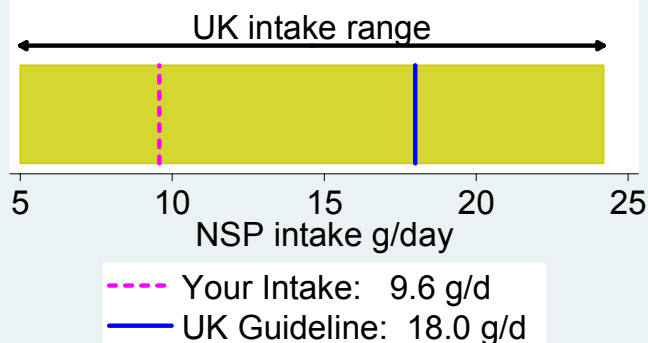 UK intake range
5 10 15 20 25
NSP intake g/day
Your Intake: 9.6 g/d
UK Guideline: 18.0 g/d